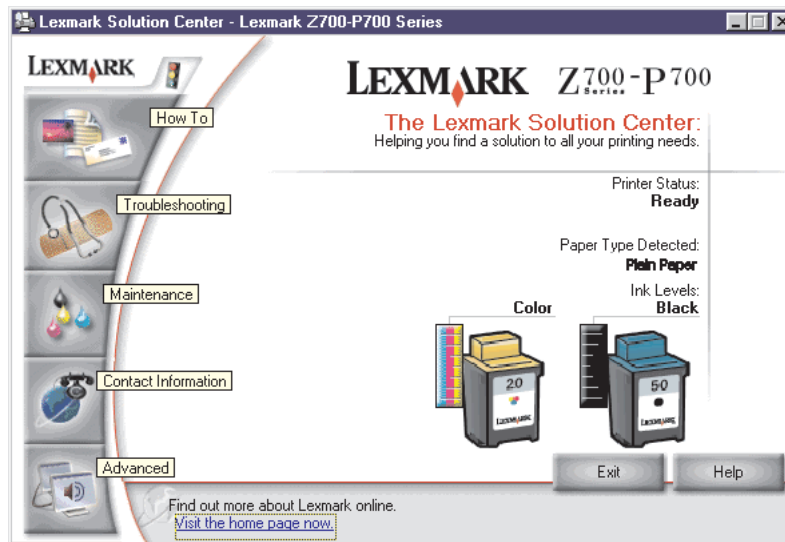 Lexmark Solution Center - Lexmark Z700-P700 Series
LEXMARK
LEXMARK Z700-P700
Series
How To
The Lexmark Solution Center:
Helping you find a solution to all your printing needs.
Printer Status:
Ready
Troubleshooting
Paper Type Detected:
Plain Paper
Maintenance
Ink Levels:
Color
Black
20
50
LEXMARK
LEXMARK
Contact Information
Advanced
Exit
Help
Find out more about Lexmark online.
Visit the home page now.